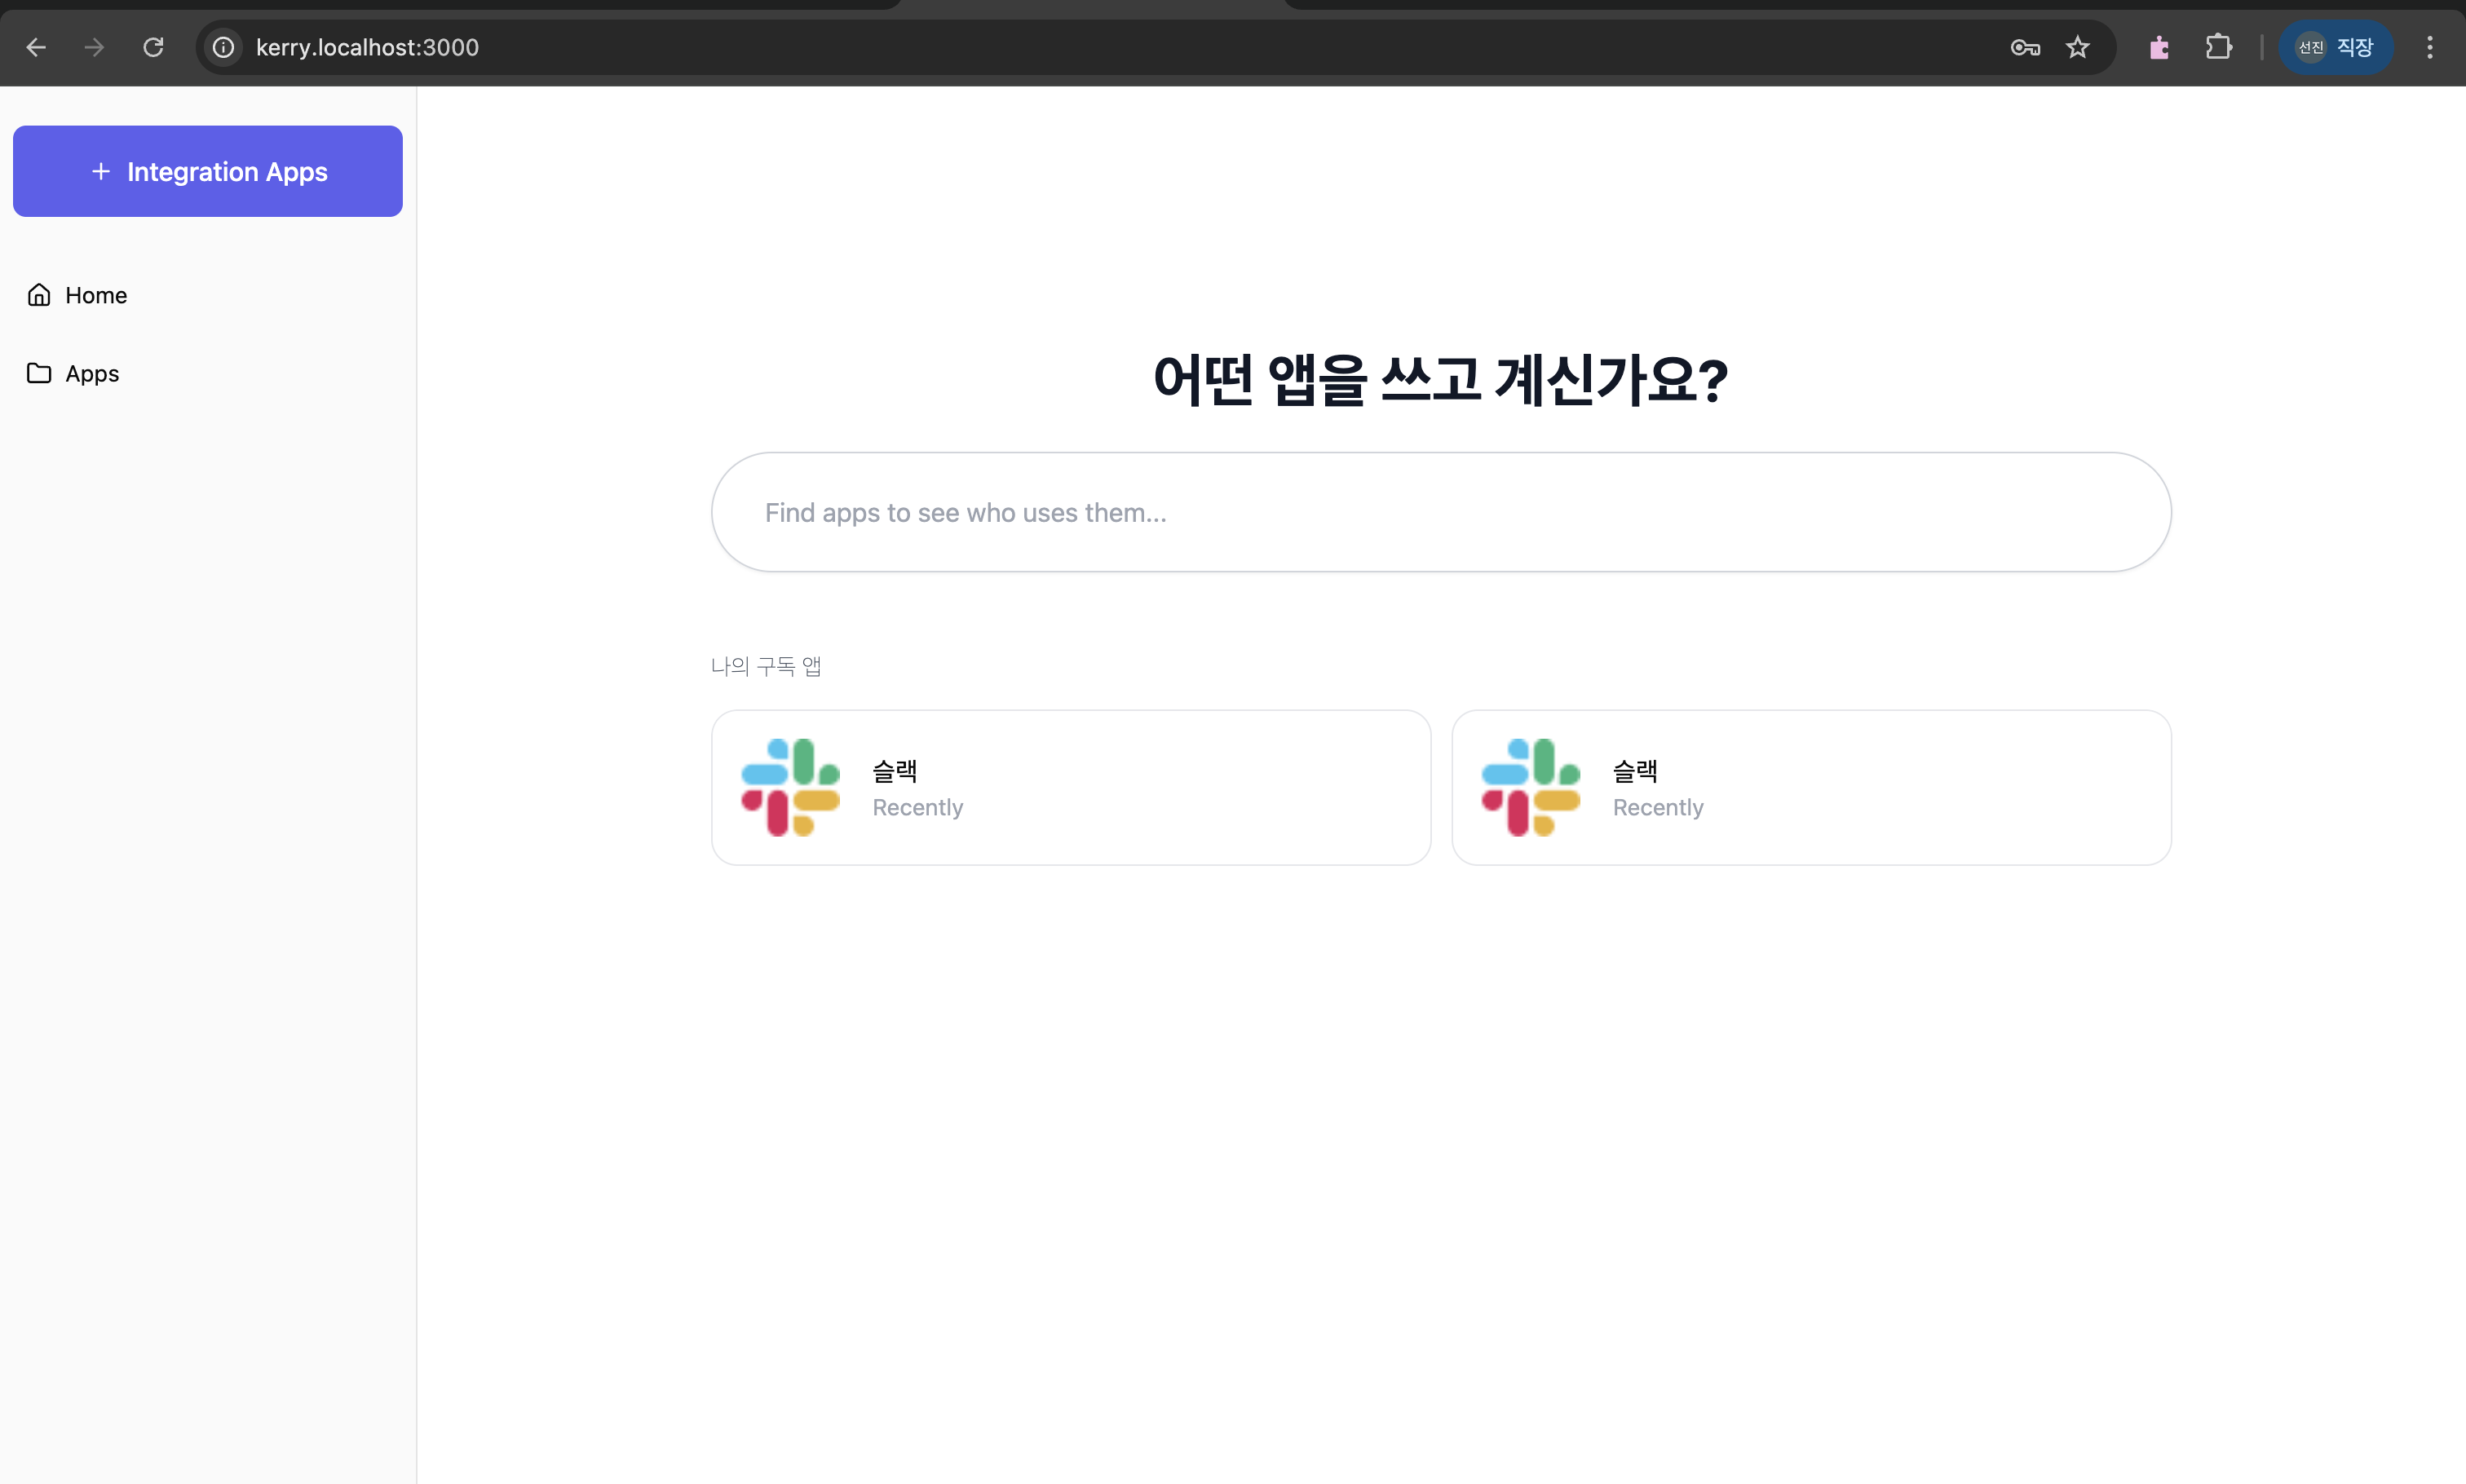 kerry.localhost:3000
선진 직장
+ Integration Apps
Home
Apps
어떤 앱을 쓰고 계신가요?
Find apps to see who uses them...
나의 구독 앱
슬랙
Recently
슬랙
Recently